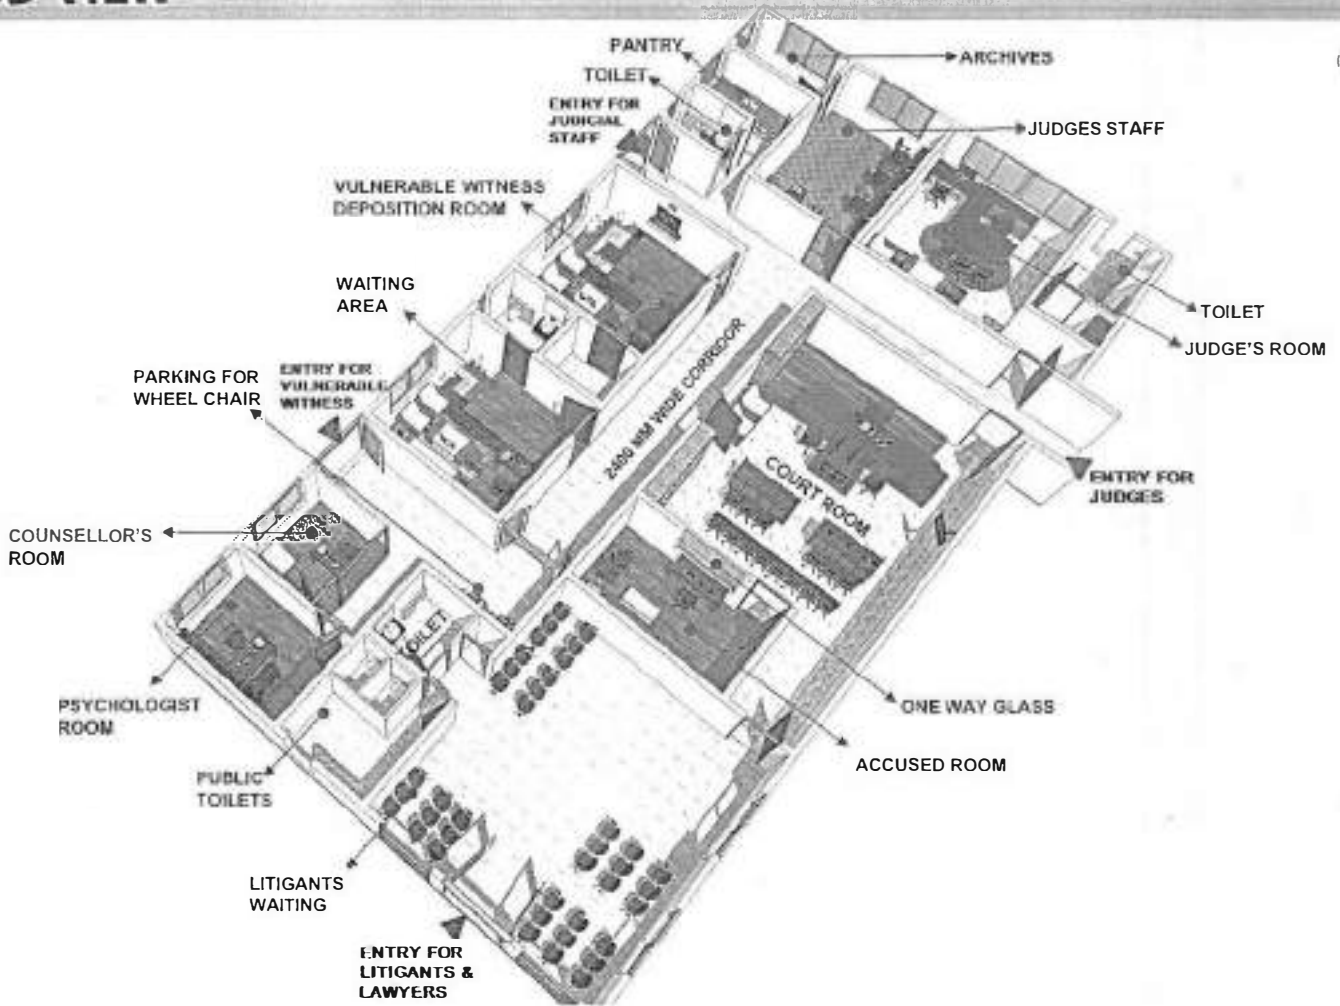 VIEW
PANTRY
ARCHIVES
TOILET
ENTRY FOR
JUDICIAL
STAFF
JUDGES STAFF
VULNERABLE WITNESS
DEPOSITION ROOM
WAITING
AREA
TOILET
JUDGE'S ROOM
PARKING FOR
WHEEL CHAIR
ENTRY FOR
VULNERABLE
WITNESS
2400 MM WIDE CORRIDOR
COURT ROOM
ENTRY FOR
JUDGES
COUNSELLOR'S
ROOM
TOILET
PSYCHOLOGIST
ROOM
ONE WAY GLASS
ACCUSED ROOM
PUBLIC
TOILETS
LITIGANTS
WAITING
ENTRY FOR
LITIGANTS &
LAWYERS